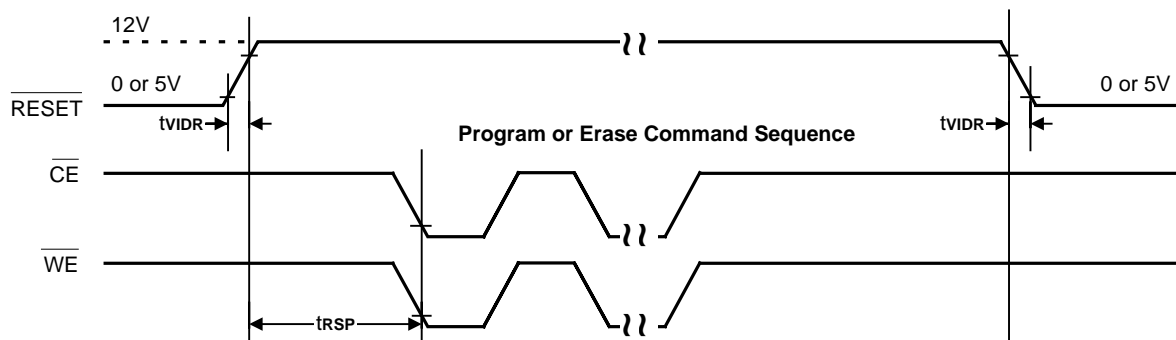 12V
0 or 5V
0 or 5V
RESET
tVIDR
Program or Erase Command Sequence
tVIDR
CE
WE
tRSP